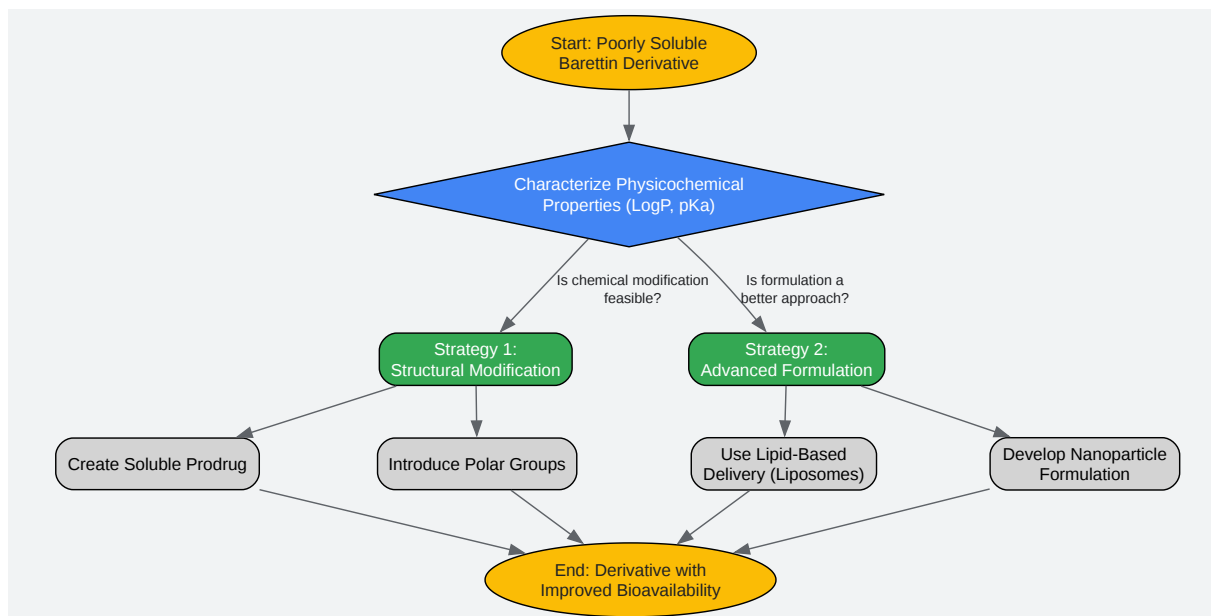 Start: Poorly Soluble
Barettin Derivative
Characterize Physicochemical
Properties (LogP, pKa)
Is chemical modification
feasible?
Is formulation a
better approach?
Strategy 1:
Structural Modification
Strategy 2:
Advanced Formulation
Create Soluble Prodrug
Introduce Polar Groups
Use Lipid-Based
Delivery (Liposomes)
Develop Nanoparticle
Formulation
End: Derivative with
Improved Bioavailability